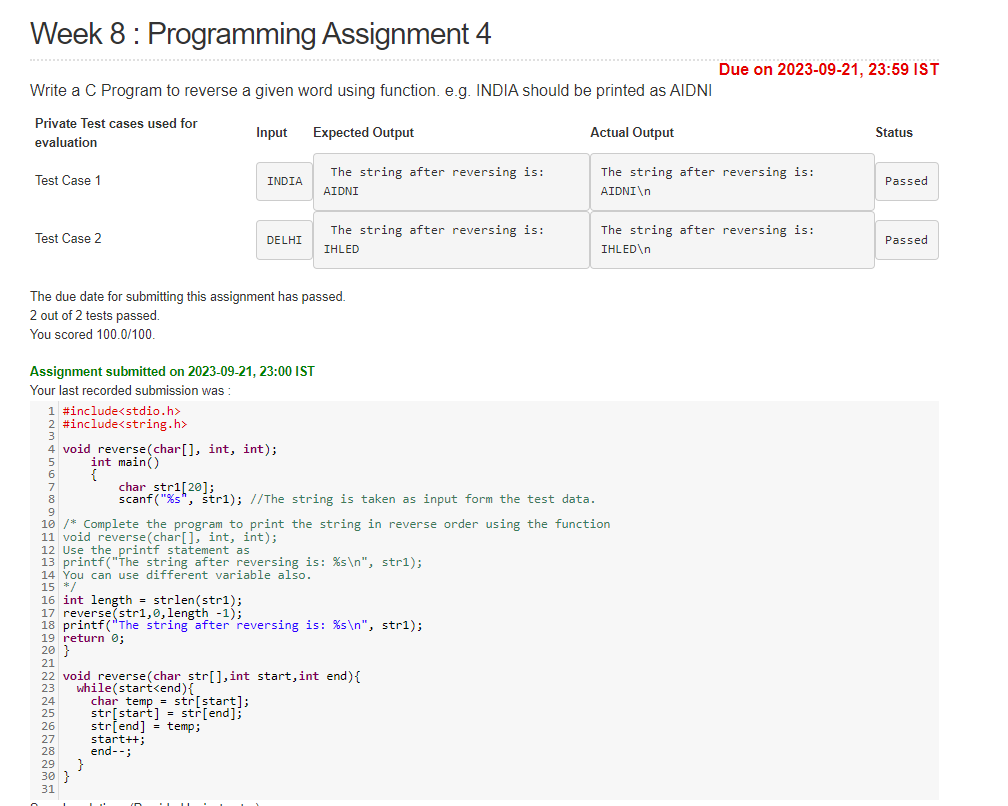 Week 8 : Programming Assignment 4
Due on 2023-09-21, 23:59 IST
Write a C Program to reverse a given word using function. e.g. INDIA should be printed as AIDNI
Private Test cases used for
evaluation
Input
Expected Output
Actual Output
Status
Test Case 1
INDIA
The string after reversing is:
AIDNI
The string after reversing is:
AIDNI\n
Passed
Test Case 2
DELHI
The string after reversing is:
IHLED
The string after reversing is:
IHLED\n
Passed
The due date for submitting this assignment has passed.
2 out of 2 tests passed.
You scored 100.0/100.
Assignment submitted on 2023-09-21, 23:00 IST
Your last recorded submission was :
1 #include<stdio.h>
2 #include<string.h>
3
4 void reverse(char[], int, int);
5     int main()
6     {
7         char str1[20];
8         scanf("%s", str1); //The string is taken as input form the test data.
9
10 /* Complete the program to print the string in reverse order using the function
11 void reverse(char[], int, int);
12 Use the printf statement as
13 printf("The string after reversing is: %s\n", str1);
14 You can use different variable also.
15 */
16 int length = strlen(str1);
17 reverse(str1,0,length -1);
18 printf("The string after reversing is: %s\n", str1);
19 return 0;
20 }
21
22 void reverse(char str[],int start,int end){
23   while(start<end){
24     char temp = str[start];
25     str[start] = str[end];
26     str[end] = temp;
27     start++;
28     end--;
29   }
30 }
31